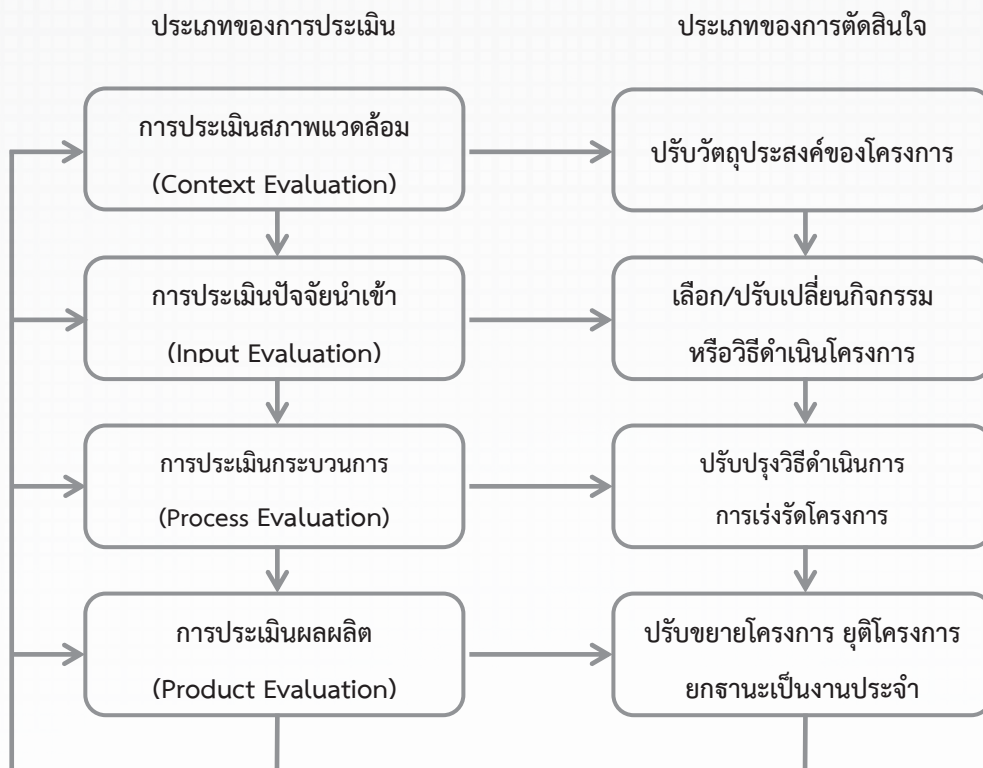 ประเภทของการประเมิน
ประเภทของการตัดสินใจ
การประเมินสภาพแวดล้อม
(Context Evaluation)
ปรับวัตถุประสงค์ของโครงการ
การประเมินปัจจัยนำเข้า
(Input Evaluation)
เลือก/ปรับเปลี่ยนกิจกรรม
หรือวิธีดำเนินโครงการ
การประเมินกระบวนการ
(Process Evaluation)
ปรับปรุงวิธีดำเนินการ
การเร่งรัดโครงการ
การประเมินผลผลิต
(Product Evaluation)
ปรับขยายโครงการ ยุติโครงการ
ยกฐานะเป็นงานประจำ